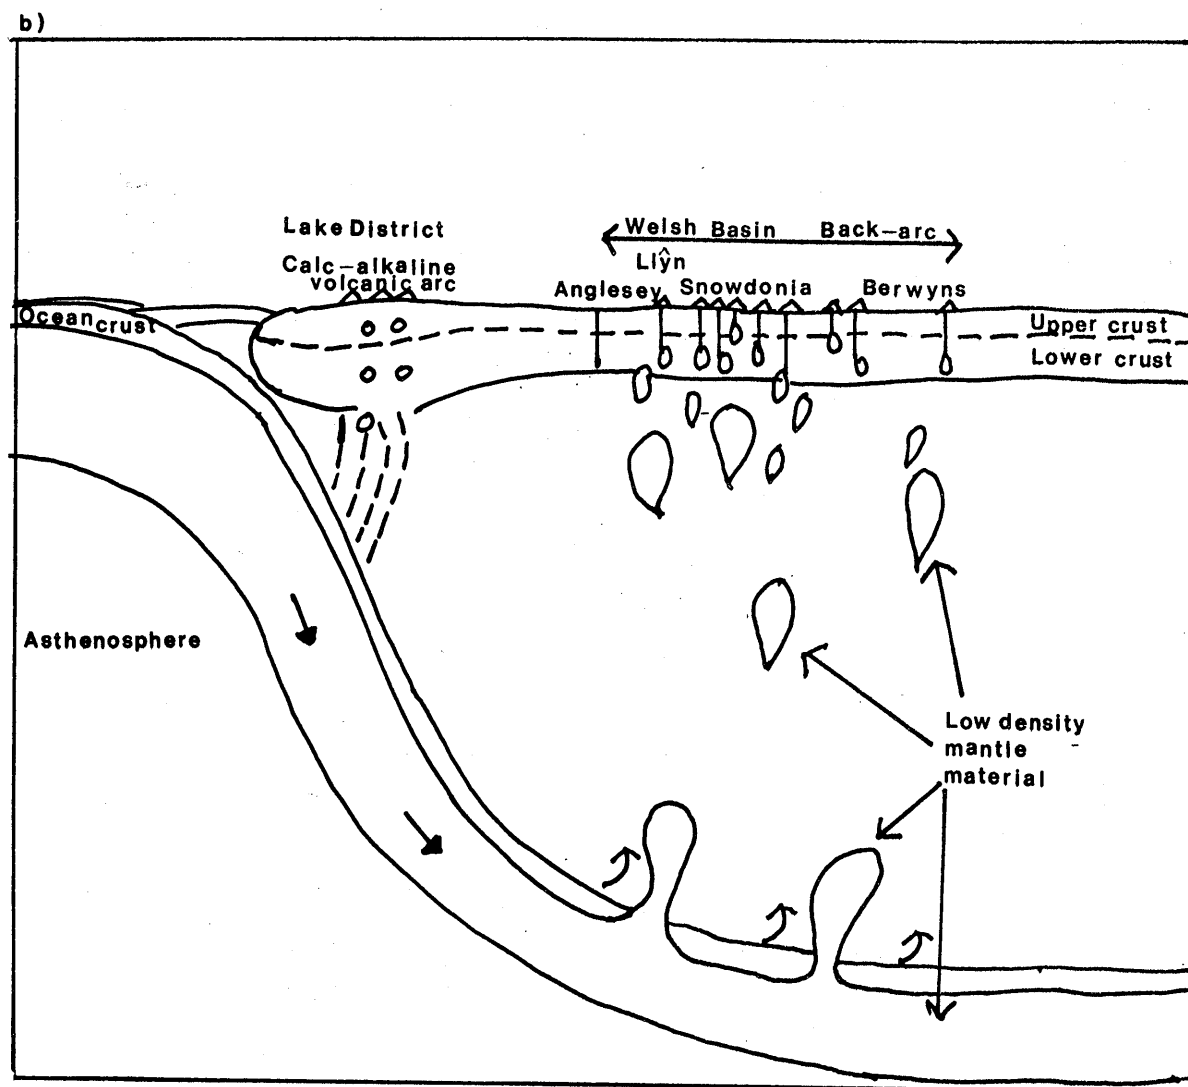 b)
Lake District
Welsh Basin Back-arc
Calc-alkaline
volcanic arc
Llŷn
Anglesey Snowdonia Berwyns
Ocean crust
Upper crust
Lower crust
Asthenosphere
Low density
mantle
material